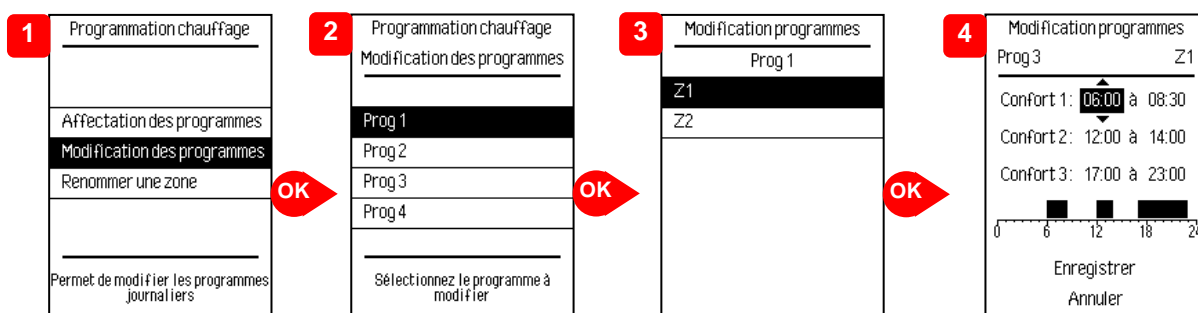 1
Programmation chauffage
Affectation des programmes
Modification des programmes
Renommer une zone
Permet de modifier les programmes
journaliers
OK
2
Programmation chauffage
Modification des programmes
Prog 1
Prog 2
Prog 3
Prog 4
Sélectionnez le programme à
modifier
OK
3
Modification programmes
Prog 1
Z1
Z2
OK
4
Modification programmes
Prog 3 Z1
Confort 1: 06:00 à 08:30
Confort 2: 12:00 à 14:00
Confort 3: 17:00 à 23:00
0 6 12 18 24
Enregistrer
Annuler